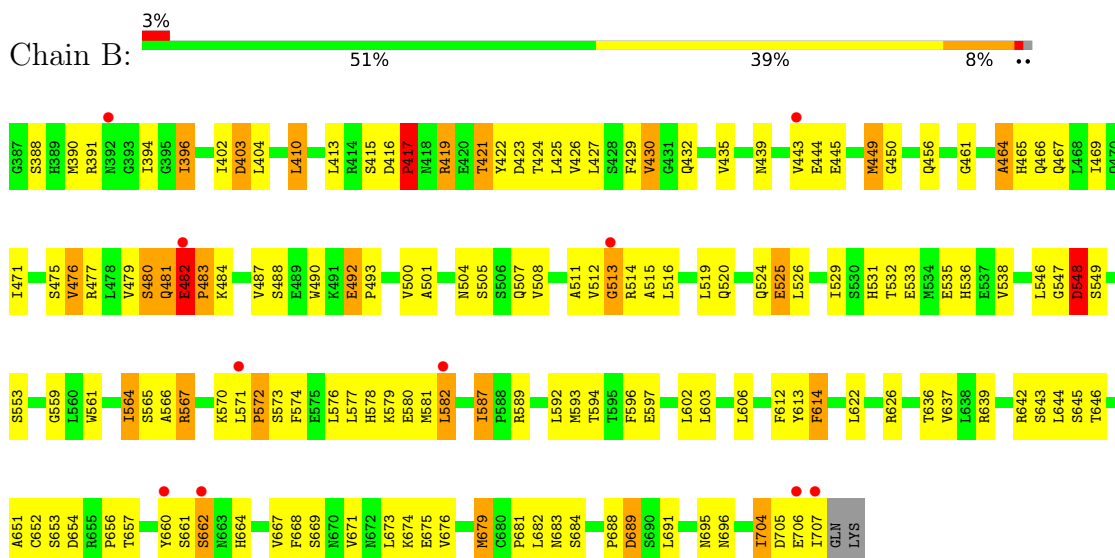 3%
Chain B:
51% 39% 8% ••
G387 S388 H389 M390 R391 N392 G393 I394 G395 I396 I402 D403 L404 L410 L413 R414 S415 D416 P417 N418 R419 E420 T421 Y422 D423 T424 L425 V426 L427 S428 F429 V430 G431 Q432 V435 N439 V443 E444 E445 M449 G450 Q456 G461 A464 H465 Q466 Q467 L468 I469 D470
I471 S475 V476 R477 L478 V479 S480 Q481 E482 P483 K484 V487 S488 E489 W490 K491 E492 P493 V500 A501 N504 S505 S506 Q507 V508 A511 V512 G513 R514 A515 L516 L519 Q520 Q524 E525 L526 I529 S530 H531 T532 E533 M534 E535 H536 E537 V538 L546 G547 D548 S549
S553 G559 L560 W561 I564 S565 A566 R567 K570 L571 P572 S573 F574 E575 L576 L577 H578 K579 E580 M581 L582 I587 P588 R589 L592 M593 T594 T595 F596 E597 L602 L603 L606 F612 Y613 F614 L622 R626 T636 V637 L638 R639 R642 S643 L644 S645 T646
A651 C652 S653 D654 R655 P656 T657 Y660 S661 S662 N663 H664 V667 F668 S669 N670 V671 N672 L673 K674 E675 V676 M679 C680 P681 L682 N683 S684 P688 D689 S690 L691 N695 N696 I704 D705 E706 I707 GLN LYS